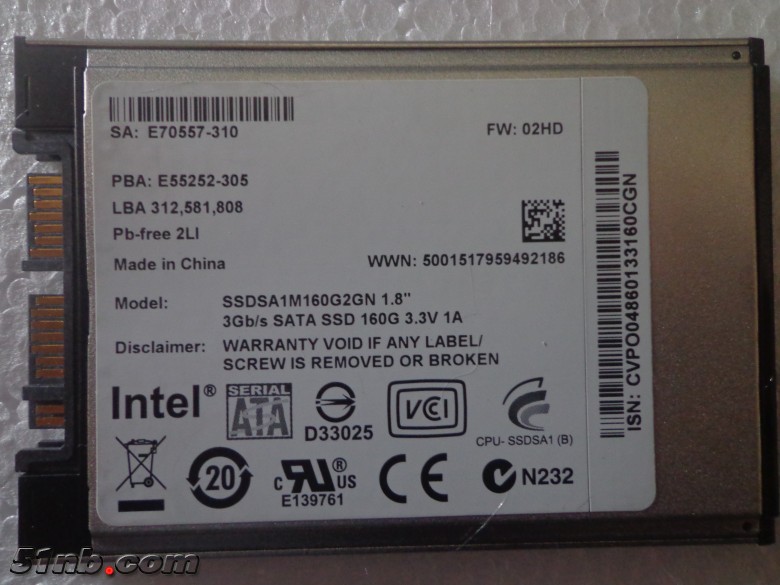 SA: E70557-310
FW: 02HD
PBA: E55252-305
LBA 312,581,808
Pb-free 2LI
Made in China
WWN: 5001517959492186
Model: SSDSA1M160G2GN 1.8"
3Gb/s SATA SSD 160G 3.3V 1A
Disclaimer: WARRANTY VOID IF ANY LABEL/
SCREW IS REMOVED OR BROKEN
Intel®
SERIAL
ATA
D33025
VCI
CPU- SSDSA1 (B)
20
c RU ® US
E139761
CE
N232
ISN: CVPO04860133160CGN
51nb.com